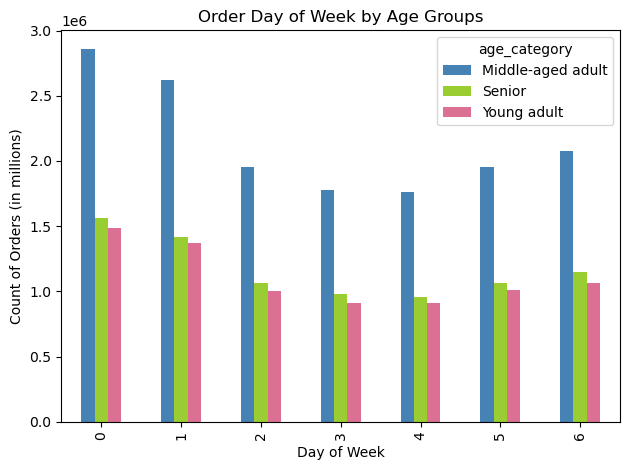 Order Day of Week by Age Groups
1e6
age_category
Middle-aged adult
Senior
Young adult
3.0
2.5
2.0
1.5
1.0
0.5
0.0
Count of Orders (in millions)
0 1 2 3 4 5 6
Day of Week